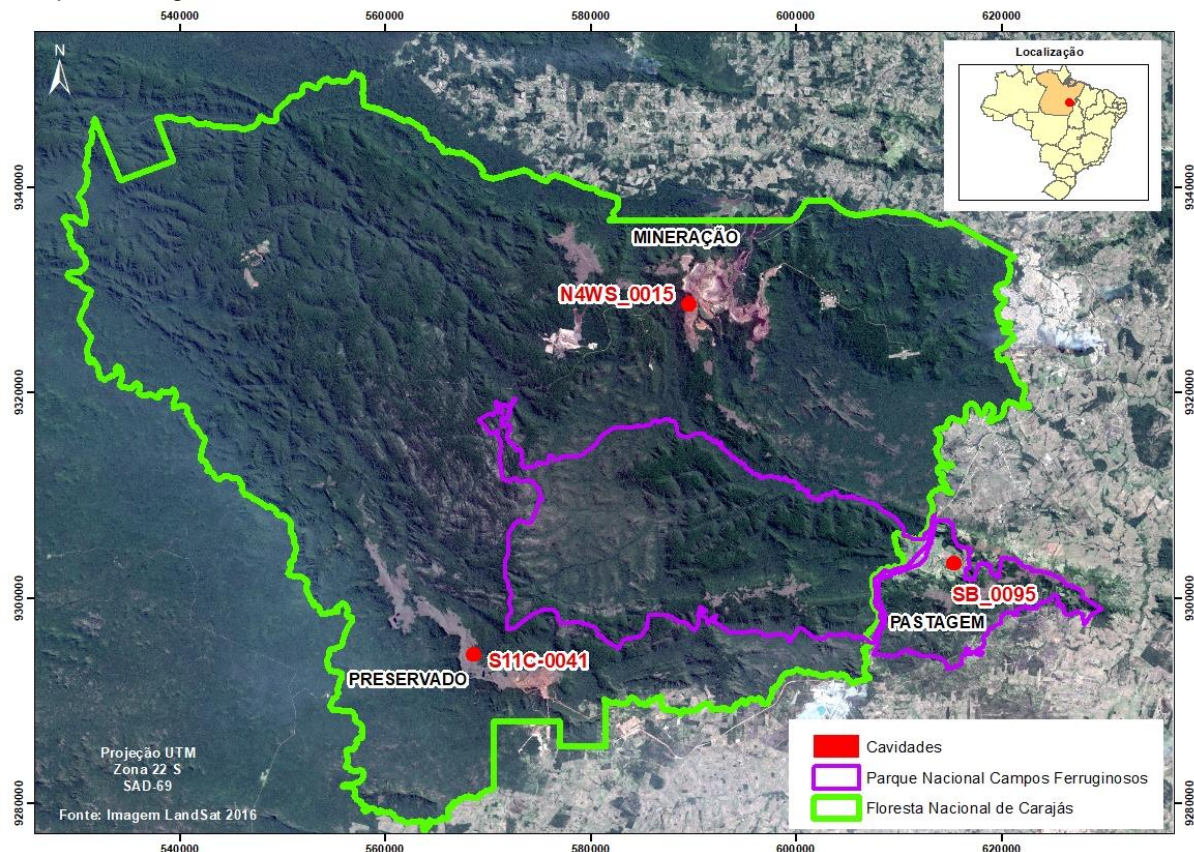 540000 560000 580000 600000 620000
N
Localização
9340000
9340000
MINERAÇÃO
N4WS_0015
9320000
9320000
9300000
9300000
SB_0095
PASTAGEM
S11C-0041
PRESERVADO
Projeção UTM
Zona 22 S
SAD-69
Fonte: Imagem LandSat 2016
Cavidades
Parque Nacional Campos Ferruginosos
Floresta Nacional de Carajás
9280000
9280000
540000 560000 580000 600000 620000